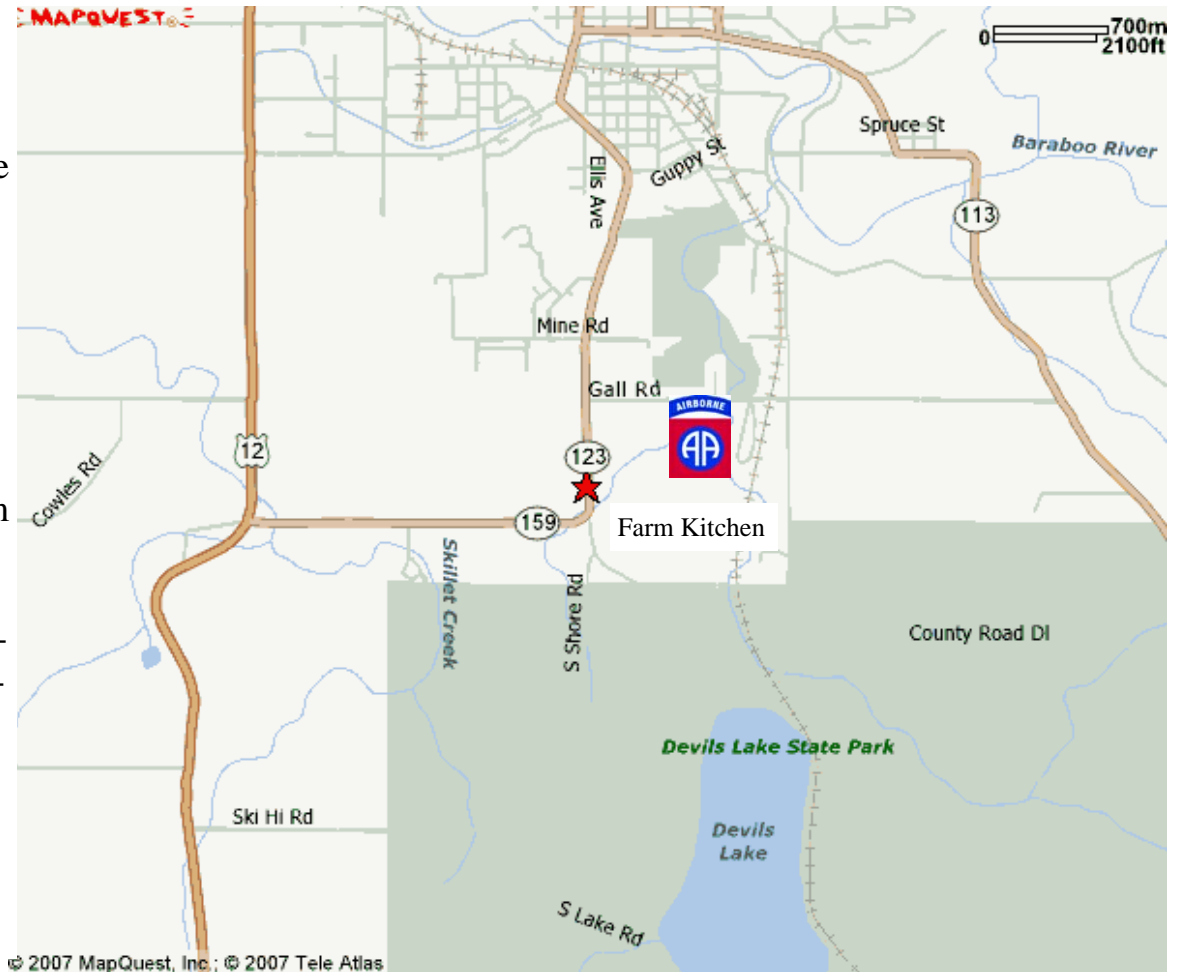 MAPQUEST
0 700m
2100ft
Spruce St
Baraboo River
e
Ellis Ave
Guppy St
113
Mine Rd
Gall Rd
AIRBORNE
AA
12
123
Cowles Rd
n
159
Farm Kitchen
Skillet Creek
S Shore Rd
County Road Dl
-
-
Devils Lake State Park
Ski Hi Rd
Devils
Lake
S Lake Rd
© 2007 MapQuest, Inc.; © 2007 Tele Atlas